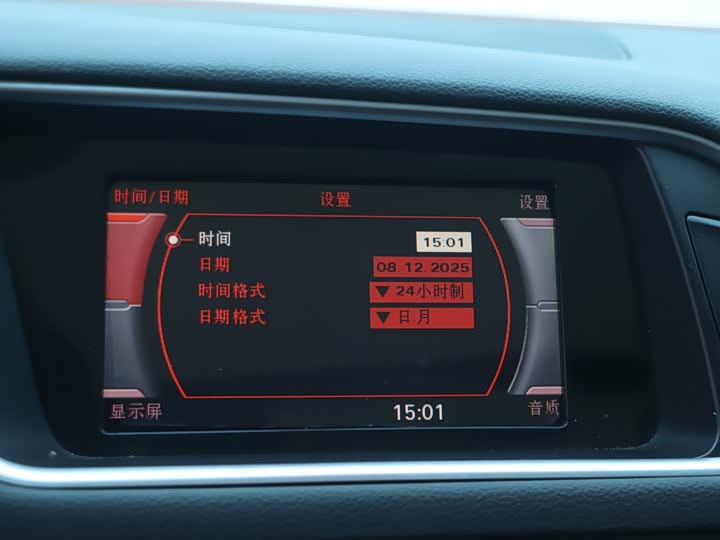 时间/日期 设置 设置
时间 15:01
日期 08.12.2025
时间格式 ▼ 24小时制
日期格式 ▼ 日.月
显示屏 15:01 音质